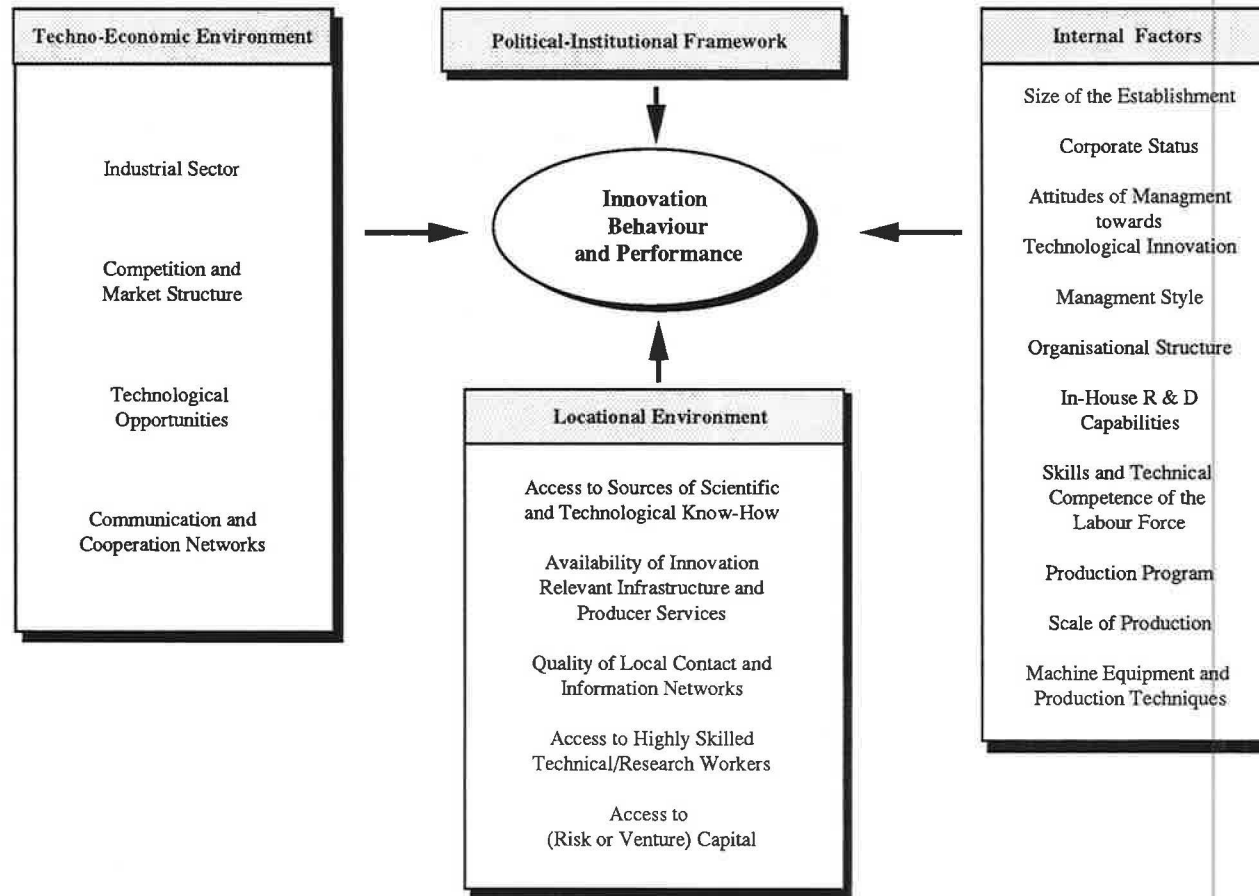 Techno-Economic Environment
Industrial Sector
Competition and
Market Structure
Technological
Opportunities
Communication and
Cooperation Networks
Political-Institutional Framework
Innovation
Behaviour
and Performance
Locational Environment
Access to Sources of Scientific
and Technological Know-How
Availability of Innovation
Relevant Infrastructure and
Producer Services
Quality of Local Contact and
Information Networks
Access to Highly Skilled
Technical/Research Workers
Access to
(Risk or Venture) Capital
Internal Factors
Size of the Establishment
Corporate Status
Attitudes of Managment
towards
Technological Innovation
Managment Style
Organisational Structure
In-House R & D
Capabilities
Skills and Technical
Competence of the
Labour Force
Production Program
Scale of Production
Machine Equipment and
Production Techniques